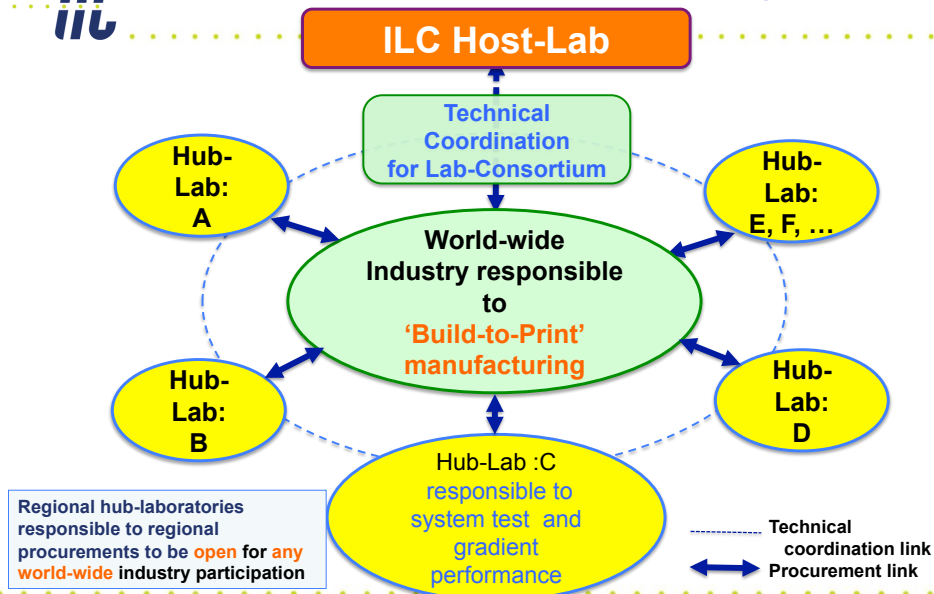 ilc
ILC Host-Lab
Technical
Coordination
for Lab-Consortium
Hub-
Lab:
A
Hub-
Lab:
E, F, …
World-wide
Industry responsible
to
‘Build-to-Print’
manufacturing
Hub-
Lab:
B
Hub-
Lab:
D
Hub-Lab :C
responsible to
system test and
gradient
performance
Regional hub-laboratories
responsible to regional
procurements to be open for any
world-wide industry participation
Technical
coordination link
Procurement link